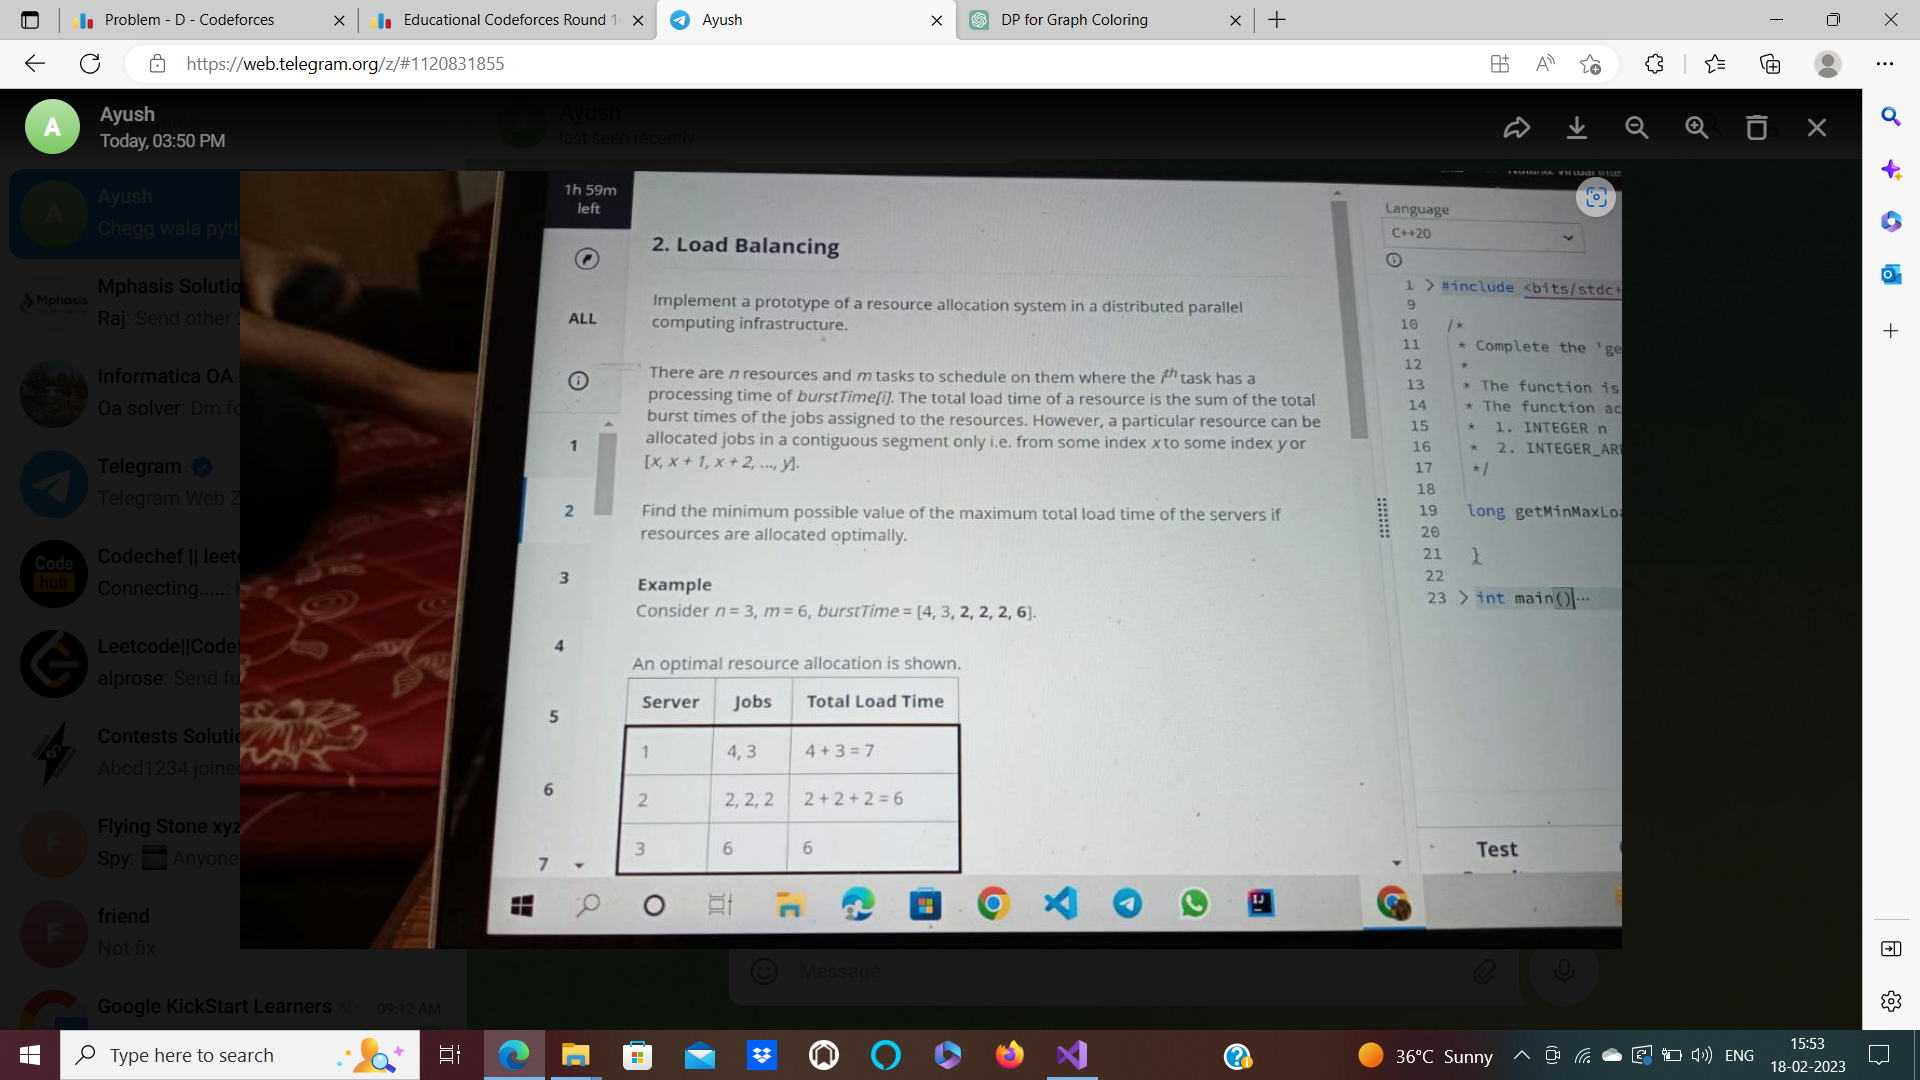 Problem - D - Codeforces
Educational Codeforces Round 1
Ayush
DP for Graph Coloring
https://web.telegram.org/z/#1120831855
A
Ayush
Today, 03:50 PM
Ayush
last seen recently
A
Ayush
Chegg wala pyth
Mphasis
Mphasis Solutio
Raj: Send other
Informatica OA
Oa solver: Dm fo
Telegram
Telegram Web Z
Code
hub
Codechef || leet
Connecting.....:
Leetcode||Codef
alprose: Send fu
Contests Solutio
Abcd1234 joine
F
Flying Stone xyz
Spy: Anyone
F
friend
Not fix
Google KickStart Learners
09:12 AM
1h 59m
left
ALL
1
2
3
4
5
6
7
2. Load Balancing
Implement a prototype of a resource allocation system in a distributed parallel
computing infrastructure.
There are n resources and m tasks to schedule on them where the ith task has a
processing time of burstTime[i]. The total load time of a resource is the sum of the total
burst times of the jobs assigned to the resources. However, a particular resource can be
allocated jobs in a contiguous segment only i.e. from some index x to some index y or
[x, x + 1, x + 2, ..., y].
Find the minimum possible value of the maximum total load time of the servers if
resources are allocated optimally.
Example
Consider n = 3, m = 6, burstTime = [4, 3, 2, 2, 2, 6].
An optimal resource allocation is shown.
Server Jobs Total Load Time
1 4, 3 4 + 3 = 7
2 2, 2, 2 2 + 2 + 2 = 6
3 6 6
Language
C++20
1 > #include <bits/stdc+
9
10 /*
11 * Complete the 'ge
12 *
13 * The function is
14 * The function ac
15 * 1. INTEGER n
16 * 2. INTEGER_AR
17 */
18
19 long getMinMaxLo
20
21 }
22
23 > int main()...
Test
Message
Type here to search
36°C Sunny
ENG
15:53
18-02-2023